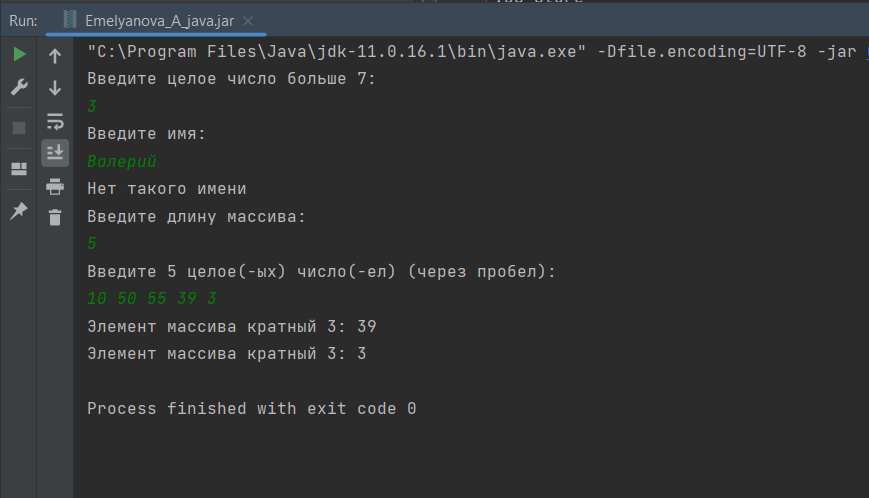 Run: Emelyanova_A_java.jar ×
"C:\Program Files\Java\jdk-11.0.16.1\bin\java.exe" -Dfile.encoding=UTF-8 -jar
Введите целое число больше 7:
3
Введите имя:
Валерий
Нет такого имени
Введите длину массива:
5
Введите 5 целое(-ых) число(-ел) (через пробел):
10 50 55 39 3
Элемент массива кратный 3: 39
Элемент массива кратный 3: 3
Process finished with exit code 0